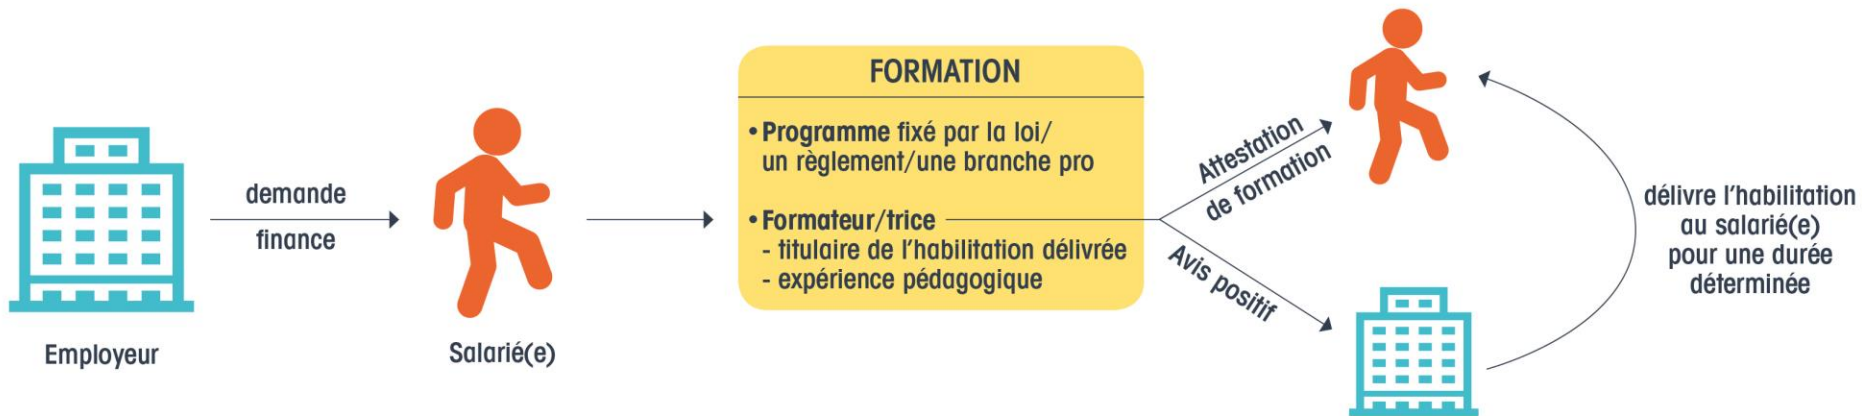 Employeur
demande
finance
Salarié(e)
FORMATION
• Programme fixé par la loi/
un règlement/une branche pro
• Formateur/trice
- titulaire de l'habilitation délivrée
- expérience pédagogique
Attestation
de formation
Avis positif
délivre l'habilitation
au salarié(e)
pour une durée
déterminée